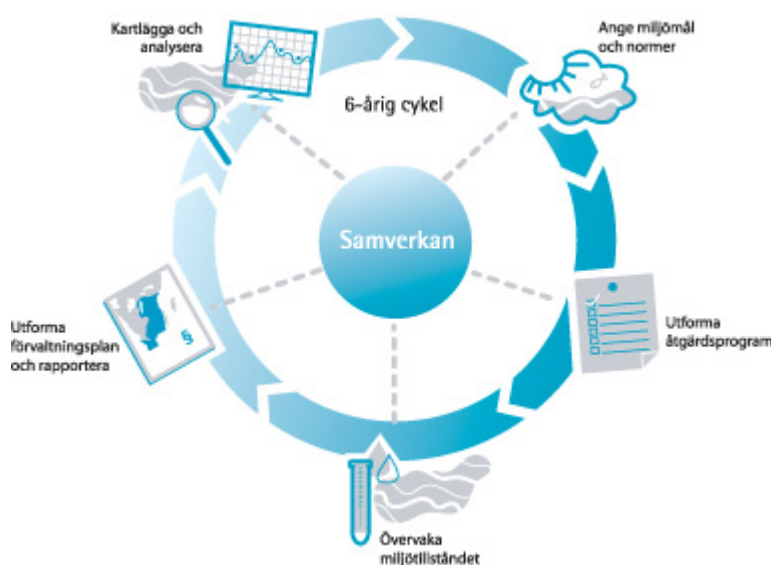 Kartlägga och
analysera
Ange miljömål
och normer
6-årig cykel
Samverkan
Utforma
åtgärdsprogram
Utforma
förvaltningsplan
och rapportera
§
Övervaka
miljötillståndet